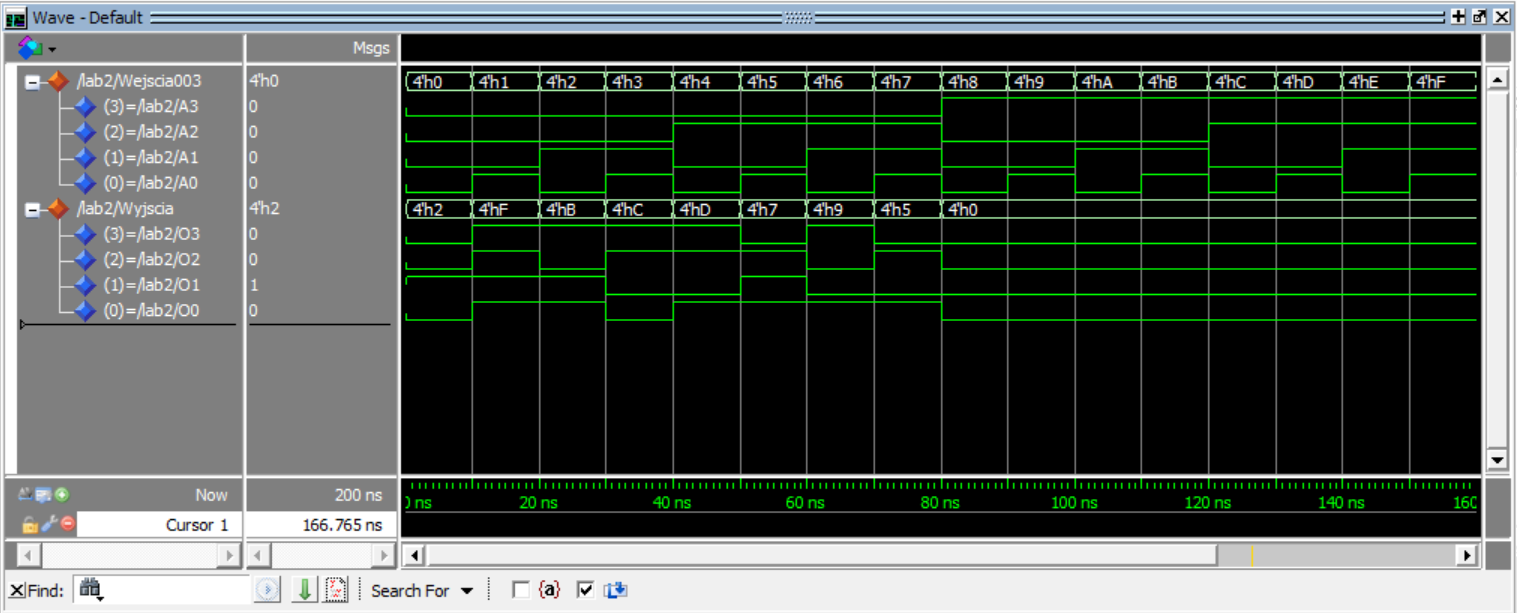 Wave - Default
Msgs
/lab2/Wejscia003 4'h0 4'h0 4'h1 4'h2 4'h3 4'h4 4'h5 4'h6 4'h7 4'h8 4'h9 4'hA 4'hB 4'hC 4'hD 4'hE 4'hF
(3)=/lab2/A3 0
(2)=/lab2/A2 0
(1)=/lab2/A1 0
(0)=/lab2/A0 0
/lab2/Wyjscia 4'h2 4'h2 4'hF 4'hB 4'hC 4'hD 4'h7 4'h9 4'h5 4'h0
(3)=/lab2/O3 0
(2)=/lab2/O2 0
(1)=/lab2/O1 1
(0)=/lab2/O0 0
Now 200 ns ns 20 ns 40 ns 60 ns 80 ns 100 ns 120 ns 140 ns 160
Cursor 1 166.765 ns
Find: Search For {a}